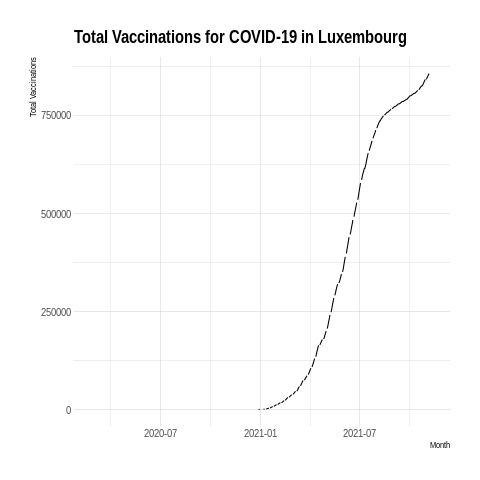 Total Vaccinations for COVID-19 in Luxembourg
Total Vaccinations
750000
500000
250000
0
2020-07 2021-01 2021-07
Month